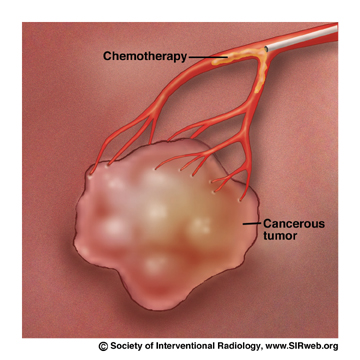 Chemotherapy
Cancerous
tumor
© Society of Interventional Radiology, www.SIRweb.org